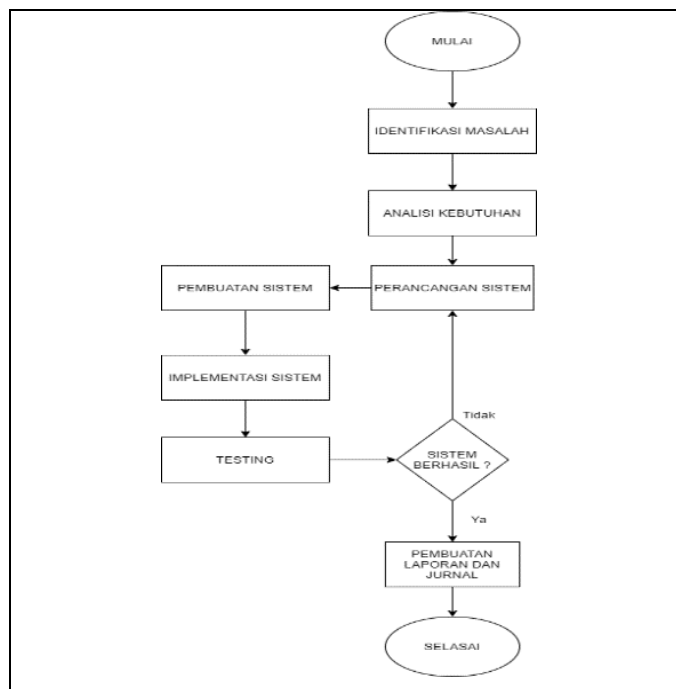 MULAI
IDENTIFIKASI MASALAH
ANALISI KEBUTUHAN
PERANCANGAN SISTEM
PEMBUATAN SISTEM
IMPLEMENTASI SISTEM
TESTING
SISTEM
BERHASIL ?
Tidak
Ya
PEMBUATAN
LAPORAN DAN
JURNAL
SELASAI